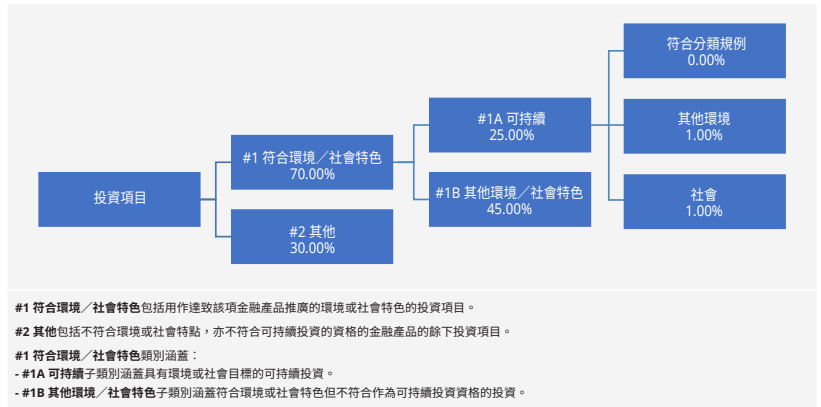 投資項目
#1 符合環境／社會特色
70.00%
#2 其他
30.00%
#1A 可持續
25.00%
#1B 其他環境／社會特色
45.00%
符合分類規例
0.00%
其他環境
1.00%
社會
1.00%
#1 符合環境／社會特色包括用作達致該項金融產品推廣的環境或社會特色的投資項目。
#2 其他包括不符合環境或社會特點，亦不符合可持續投資的資格的金融產品的餘下投資項目。
#1 符合環境／社會特色類別涵蓋：
- #1A 可持續子類別涵蓋具有環境或社會目標的可持續投資。
- #1B 其他環境／社會特色子類別涵蓋符合環境或社會特色但不符合作為可持續投資資格的投資。